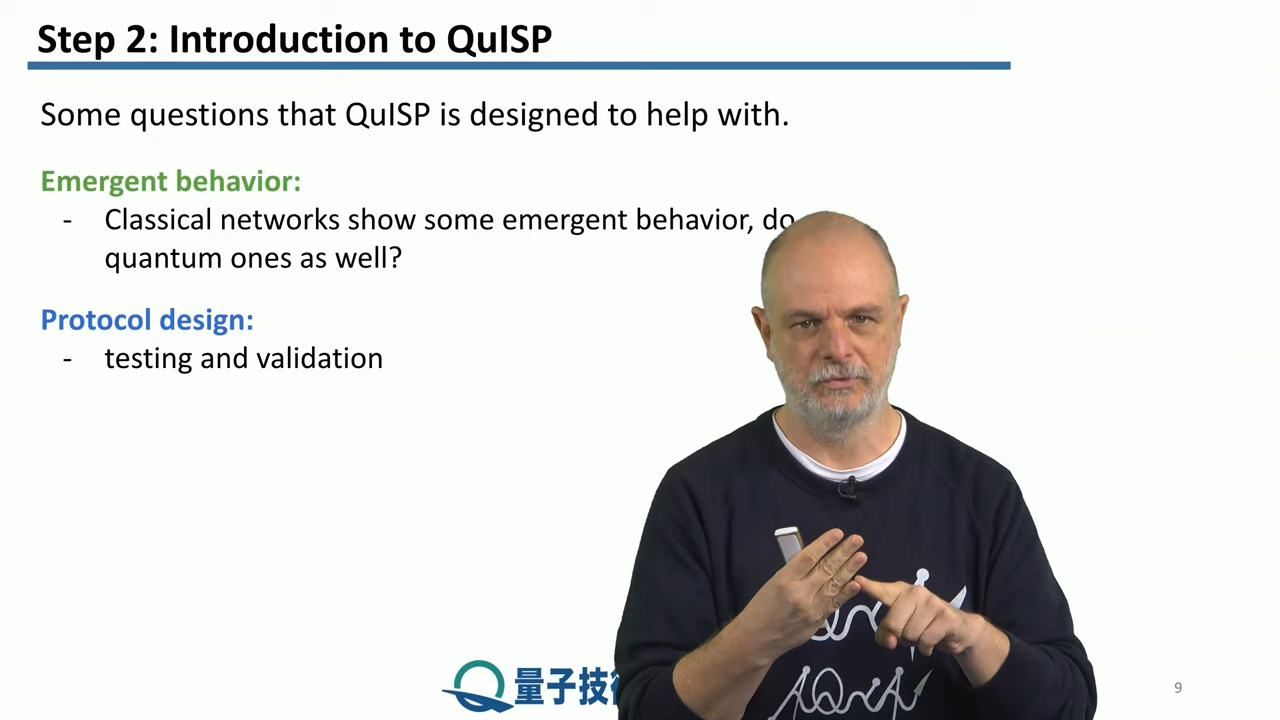 Step 2: Introduction to QuISP
Some questions that QuISP is designed to help with.
Emergent behavior:
- Classical networks show some emergent behavior, do
quantum ones as well?
Protocol design:
- testing and validation
量子技
9